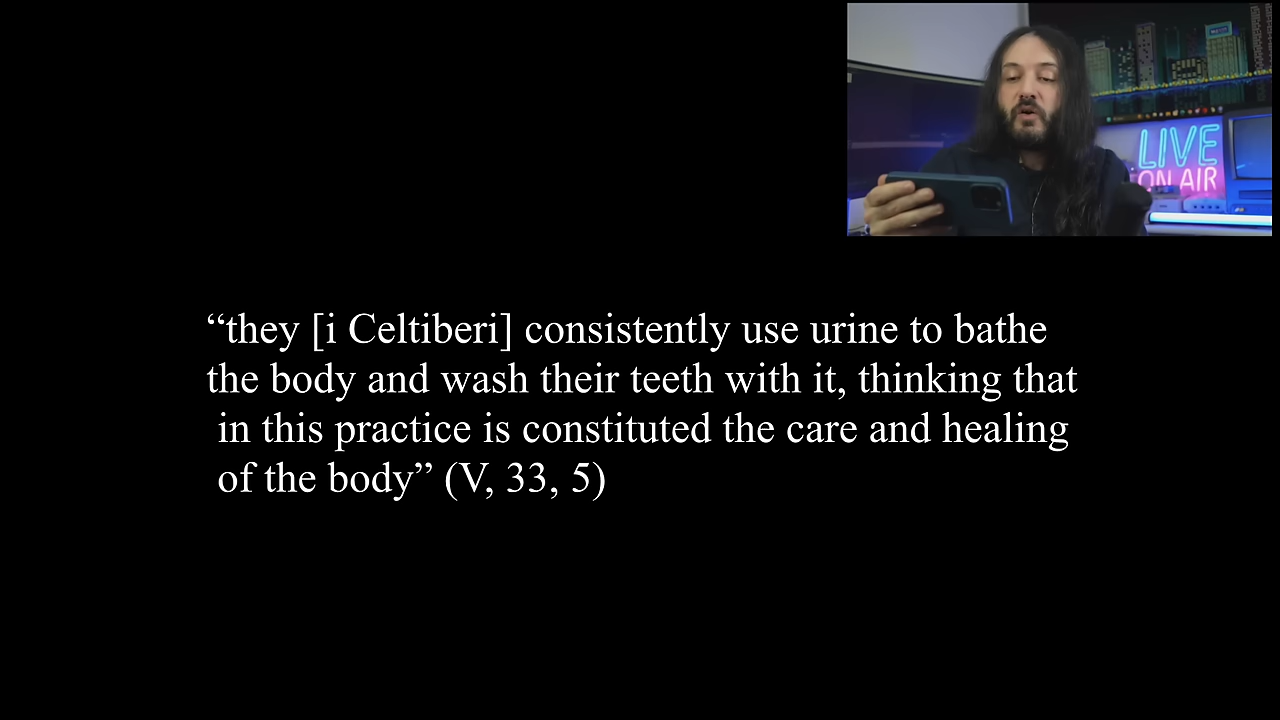 LIVE
ON AIR
“they [i Celtiberi] consistently use urine to bathe
the body and wash their teeth with it, thinking that
in this practice is constituted the care and healing
of the body” (V, 33, 5)